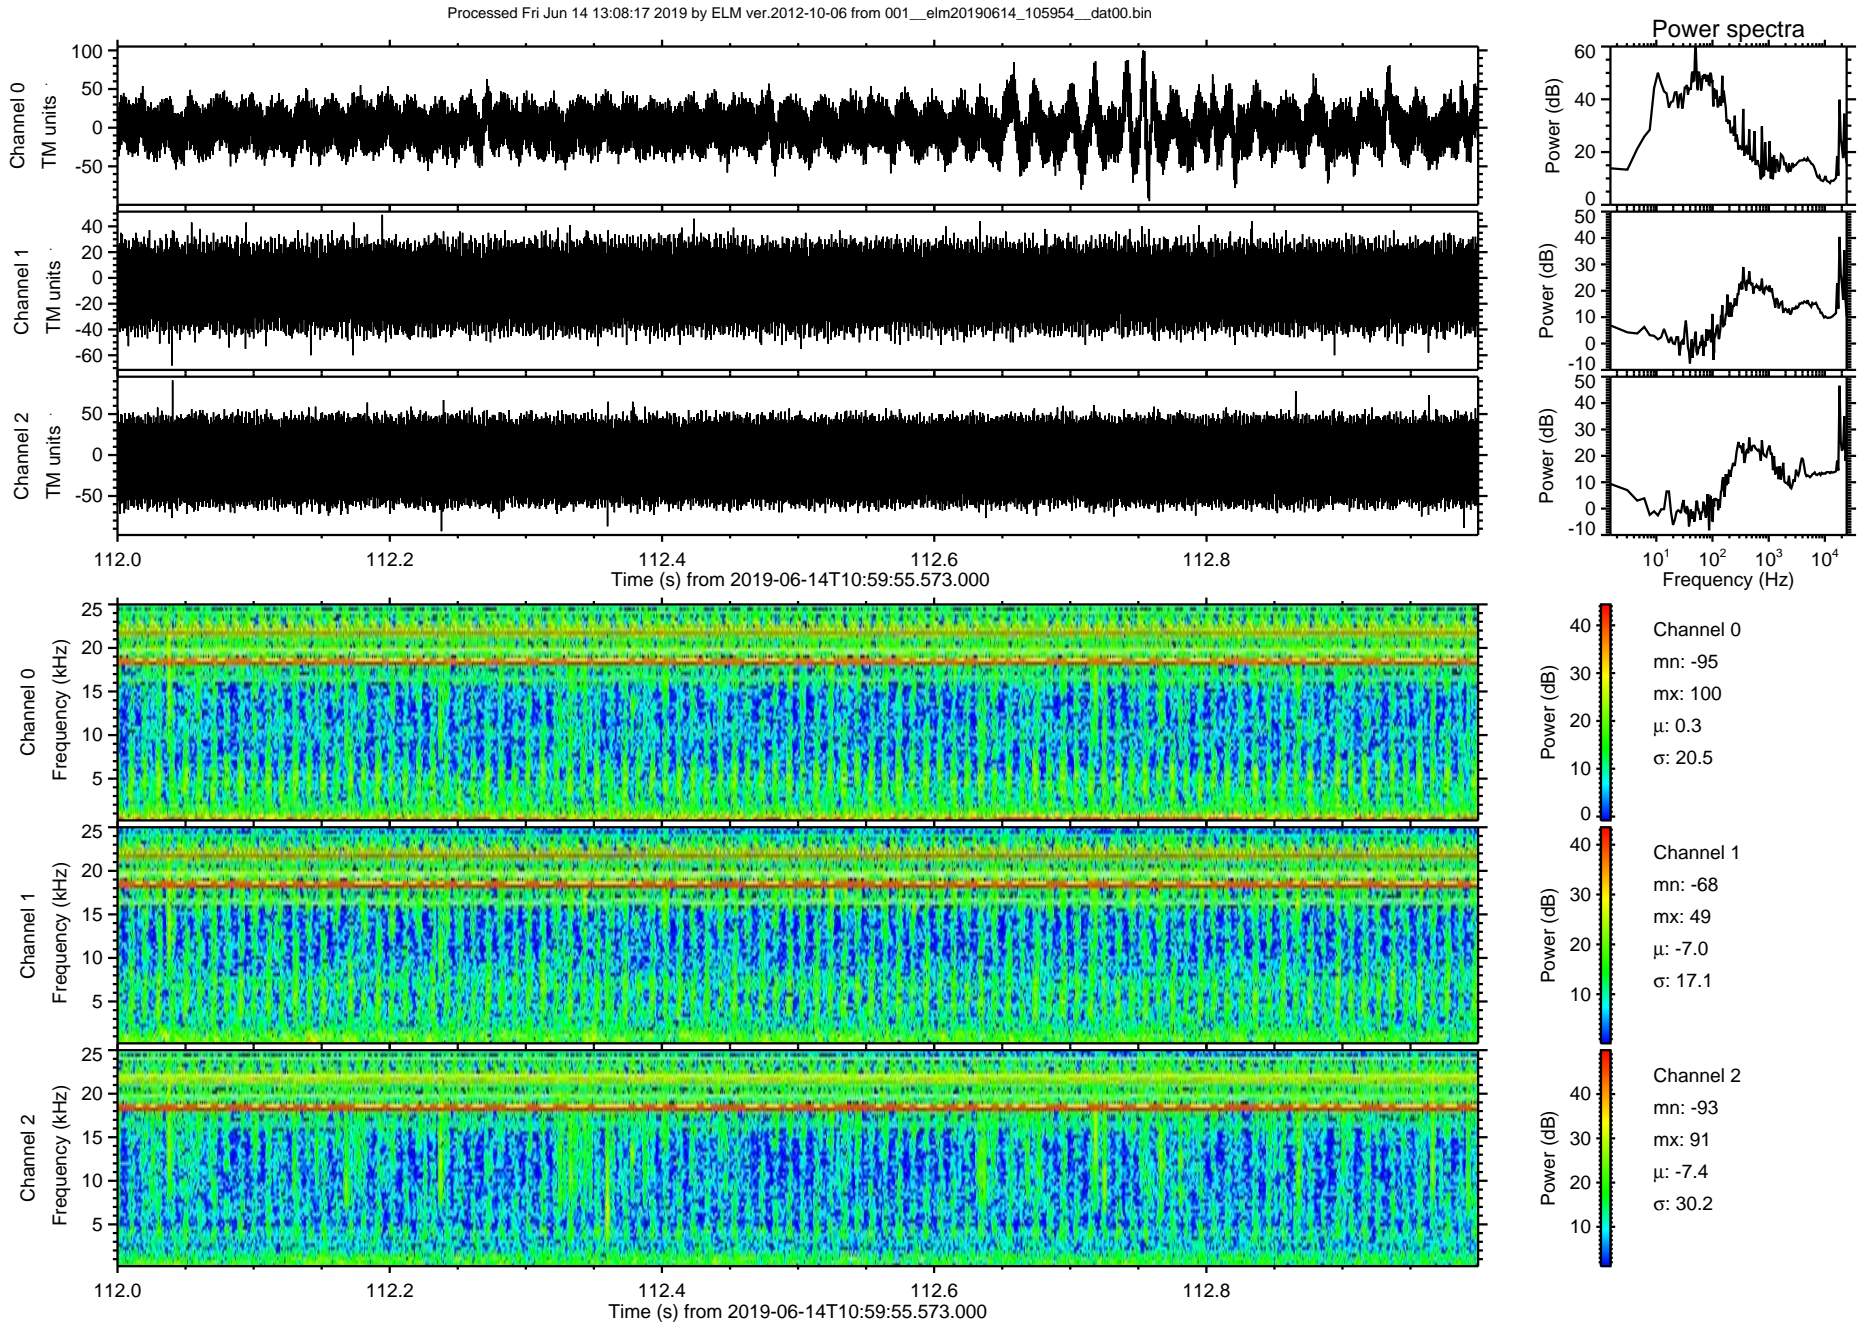 Processed Fri Jun 14 13:08:17 2019 by ELM ver.2012-10-06 from 001__elm20190614_105954__dat00.bin
Power spectra
Channel 0
TM units
100
50
0
-50
Power (dB)
60
40
20
0
Channel 1
TM units
40
20
0
-20
-40
-60
Power (dB)
50
40
30
20
10
0
-10
Channel 2
TM units
50
0
-50
Power (dB)
50
40
30
20
10
0
-10
112.0 112.2 112.4 112.6 112.8
Time (s) from 2019-06-14T10:59:55.573.000
10^1 10^2 10^3 10^4
Frequency (Hz)
Channel 0
Frequency (kHz)
25
20
15
10
5
Power (dB)
40
30
20
10
0
Channel 0
mn: -95
mx: 100
μ: 0.3
σ: 20.5
Channel 1
Frequency (kHz)
25
20
15
10
5
Power (dB)
40
30
20
10
Channel 1
mn: -68
mx: 49
μ: -7.0
σ: 17.1
Channel 2
Frequency (kHz)
25
20
15
10
5
Power (dB)
40
30
20
10
Channel 2
mn: -93
mx: 91
μ: -7.4
σ: 30.2
112.0 112.2 112.4 112.6 112.8
Time (s) from 2019-06-14T10:59:55.573.000